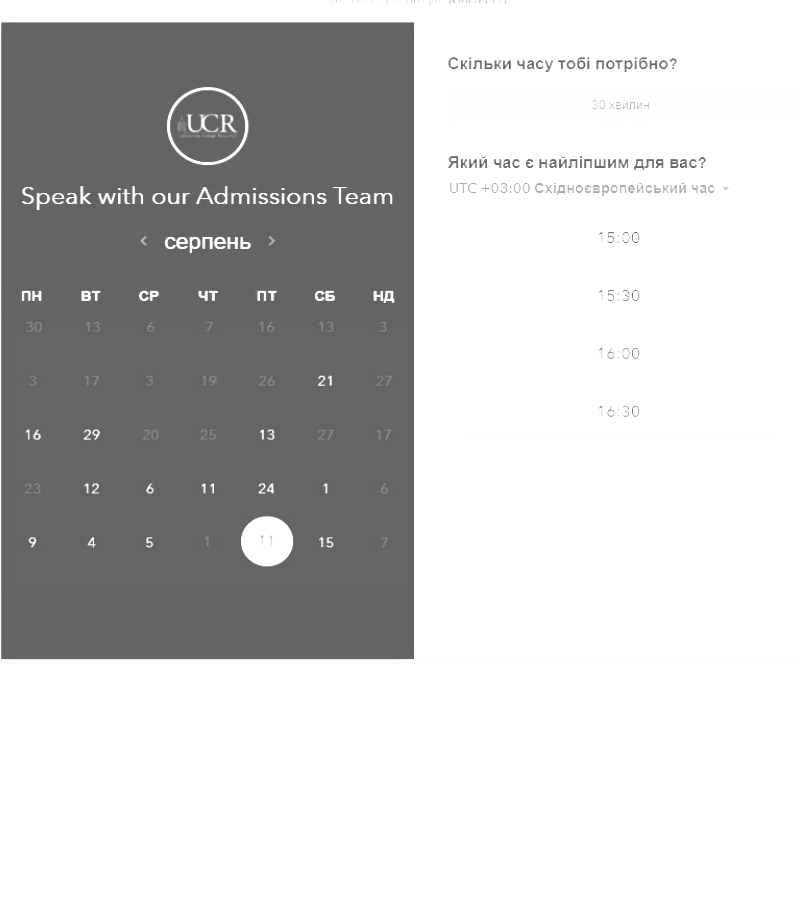 UCR
Speak with our Admissions Team
< серпень >
ПН ВТ СР ЧТ ПТ СБ НД
30 13 6 7 16 13 3
3 17 3 19 26 21 27
16 29 20 25 13 27 17
23 12 6 11 24 1 6
9 4 5 1 11 15 7
Скільки часу тобі потрібно?
30 хвилин
Який час є найліпшим для вас?
UTC +03:00 Східноєвропейський час
15:00
15:30
16:00
16:30